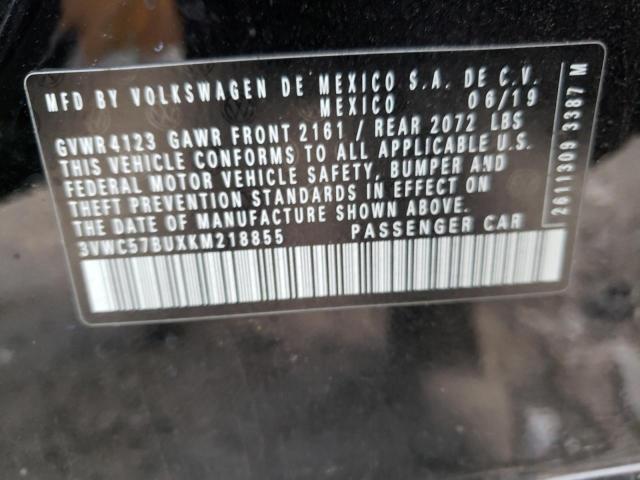 MFD BY VOLKSWAGEN DE MEXICO S.A. DE C.V.
MEXICO 06/19
GVWR4123 GAWR FRONT 2161 / REAR 2072 LBS
THIS VEHICLE CONFORMS TO ALL APPLICABLE U.S.
FEDERAL MOTOR VEHICLE SAFETY, BUMPER AND
THEFT PREVENTION STANDARDS IN EFFECT ON
THE DATE OF MANUFACTURE SHOWN ABOVE.
3VWC57BUXKM218855 PASSENGER CAR
2611309 3387 M